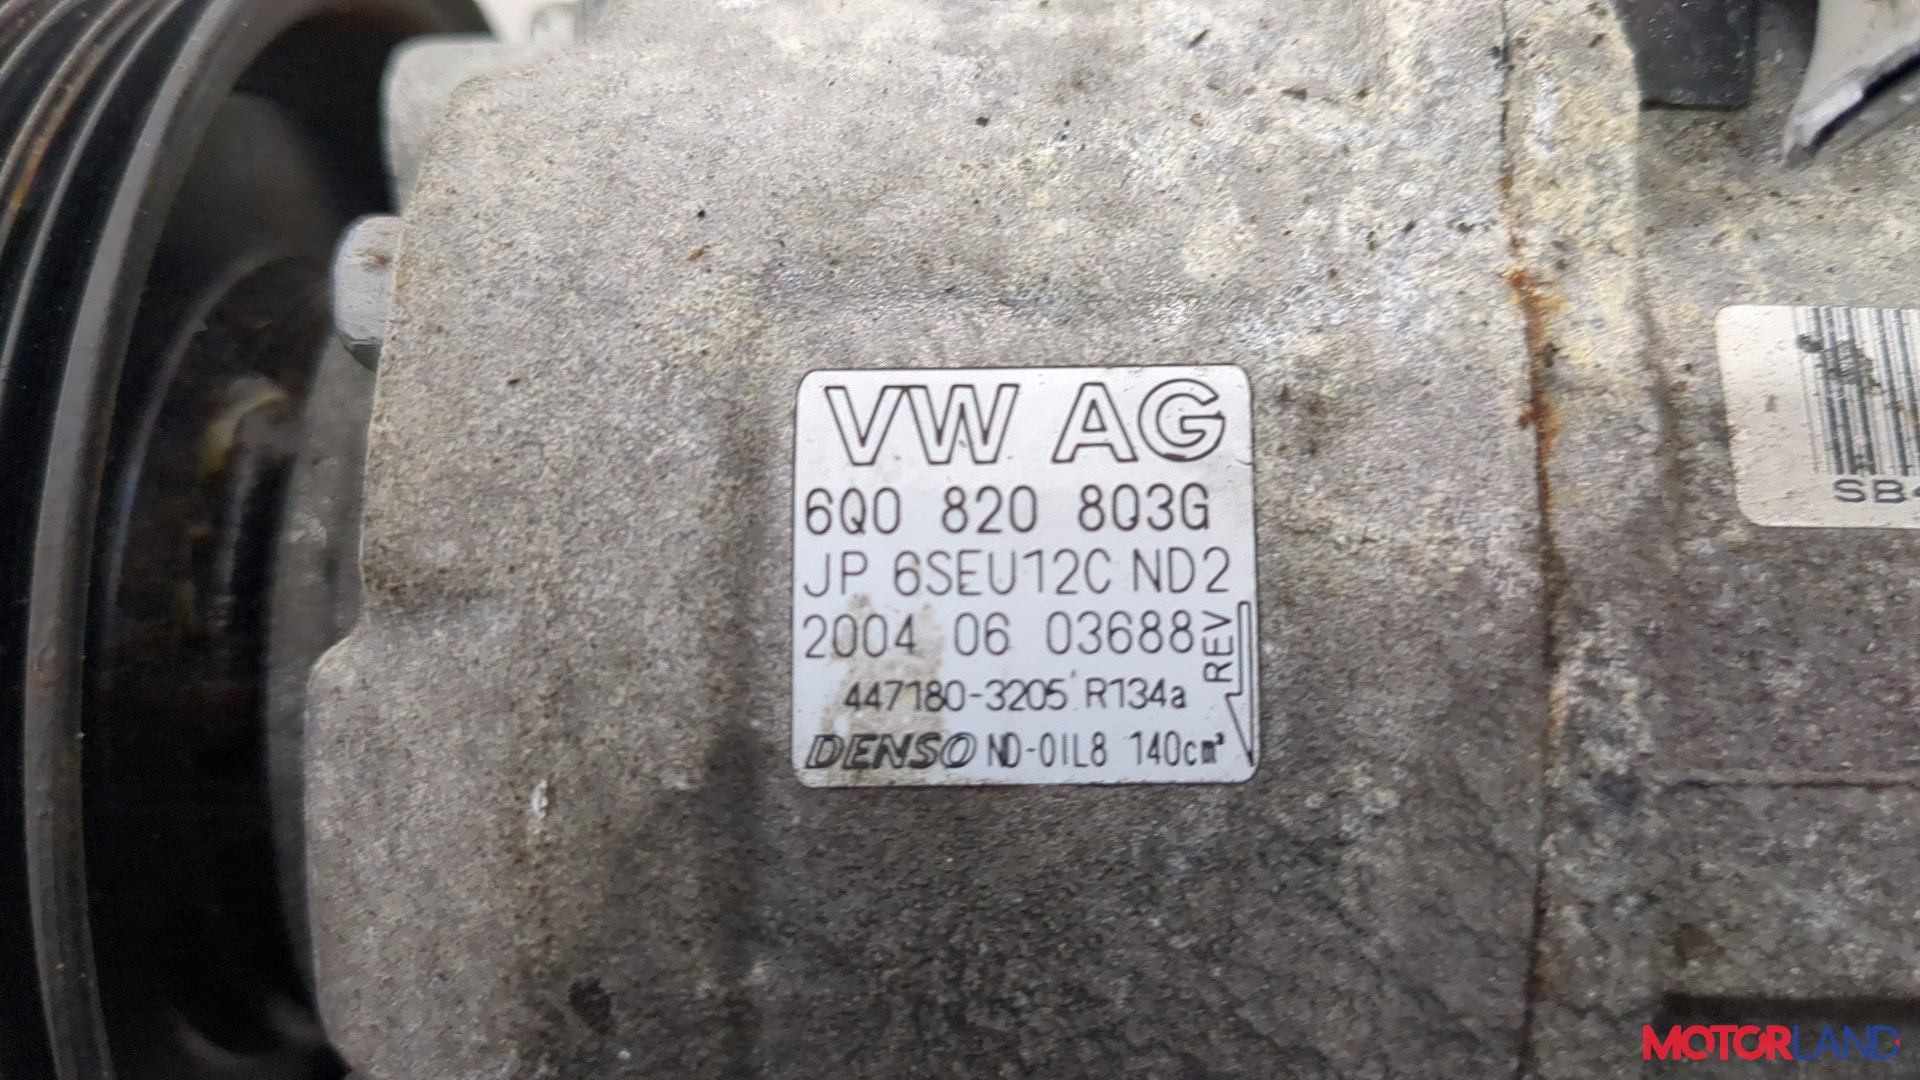 VW AG
6Q0 820 803G
JP 6SEU12C ND2
2004 06 03688
REV
447180-3205 R134a
DENSO ND-OIL8 140cm³
SB4
MOTORLAND